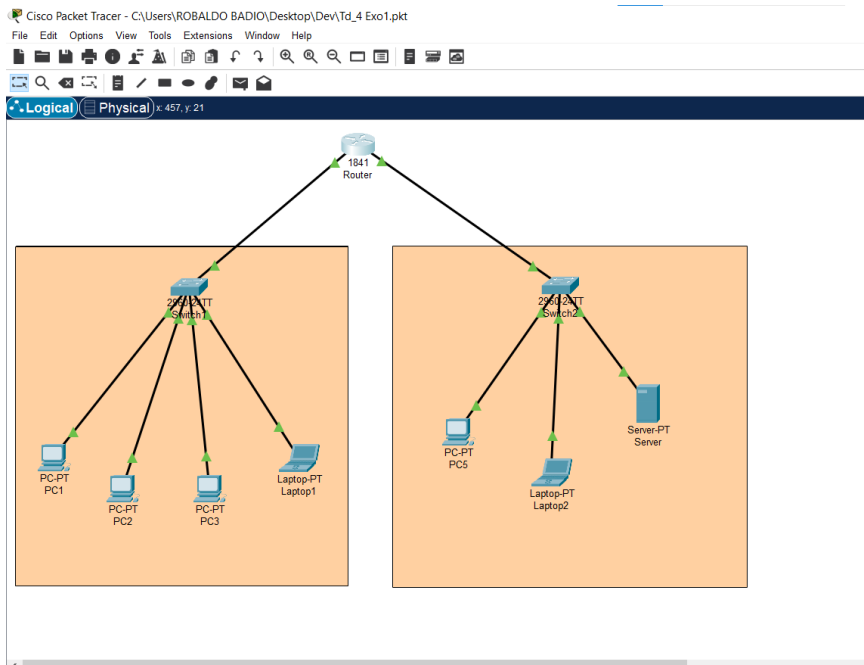 Cisco Packet Tracer - C:\Users\ROBALDO BADIO\Desktop\Dev\Td_4 Exo1.pkt
File Edit Options View Tools Extensions Window Help
Logical Physical x: 457, y: 21
1841
Router
2960-24TT
Switch1
2960-24TT
Switch2
PC-PT
PC1
PC-PT
PC2
PC-PT
PC3
Laptop-PT
Laptop1
PC-PT
PC5
Laptop-PT
Laptop2
Server-PT
Server